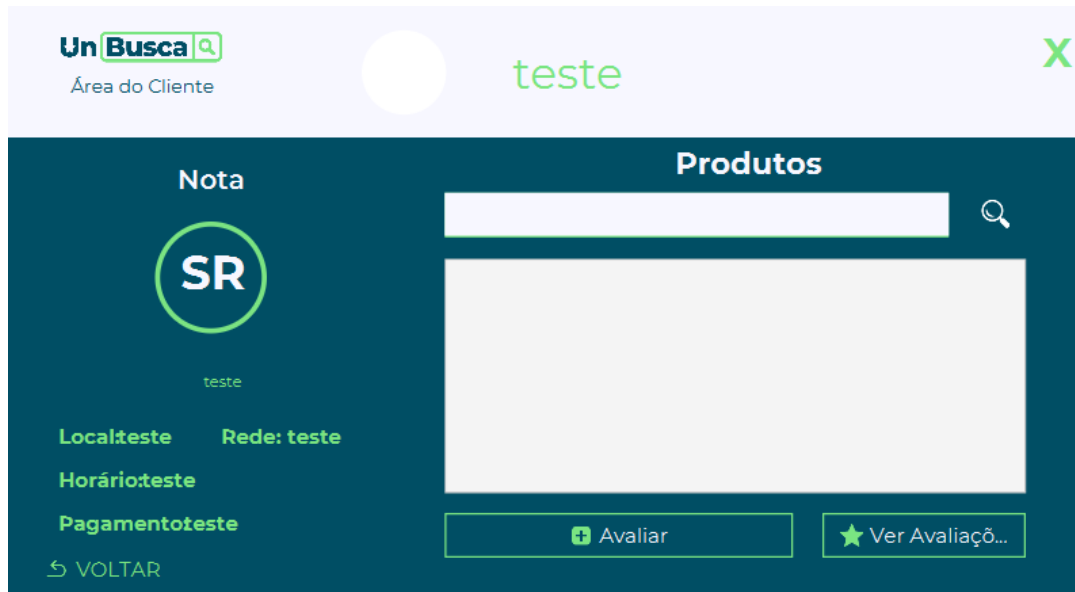 Un Busca
Área do Cliente
teste
X
Nota
SR
teste
Local:teste
Rede: teste
Horário:teste
Pagamento:teste
VOLTAR
Produtos
Avaliar
Ver Avaliaçõ...